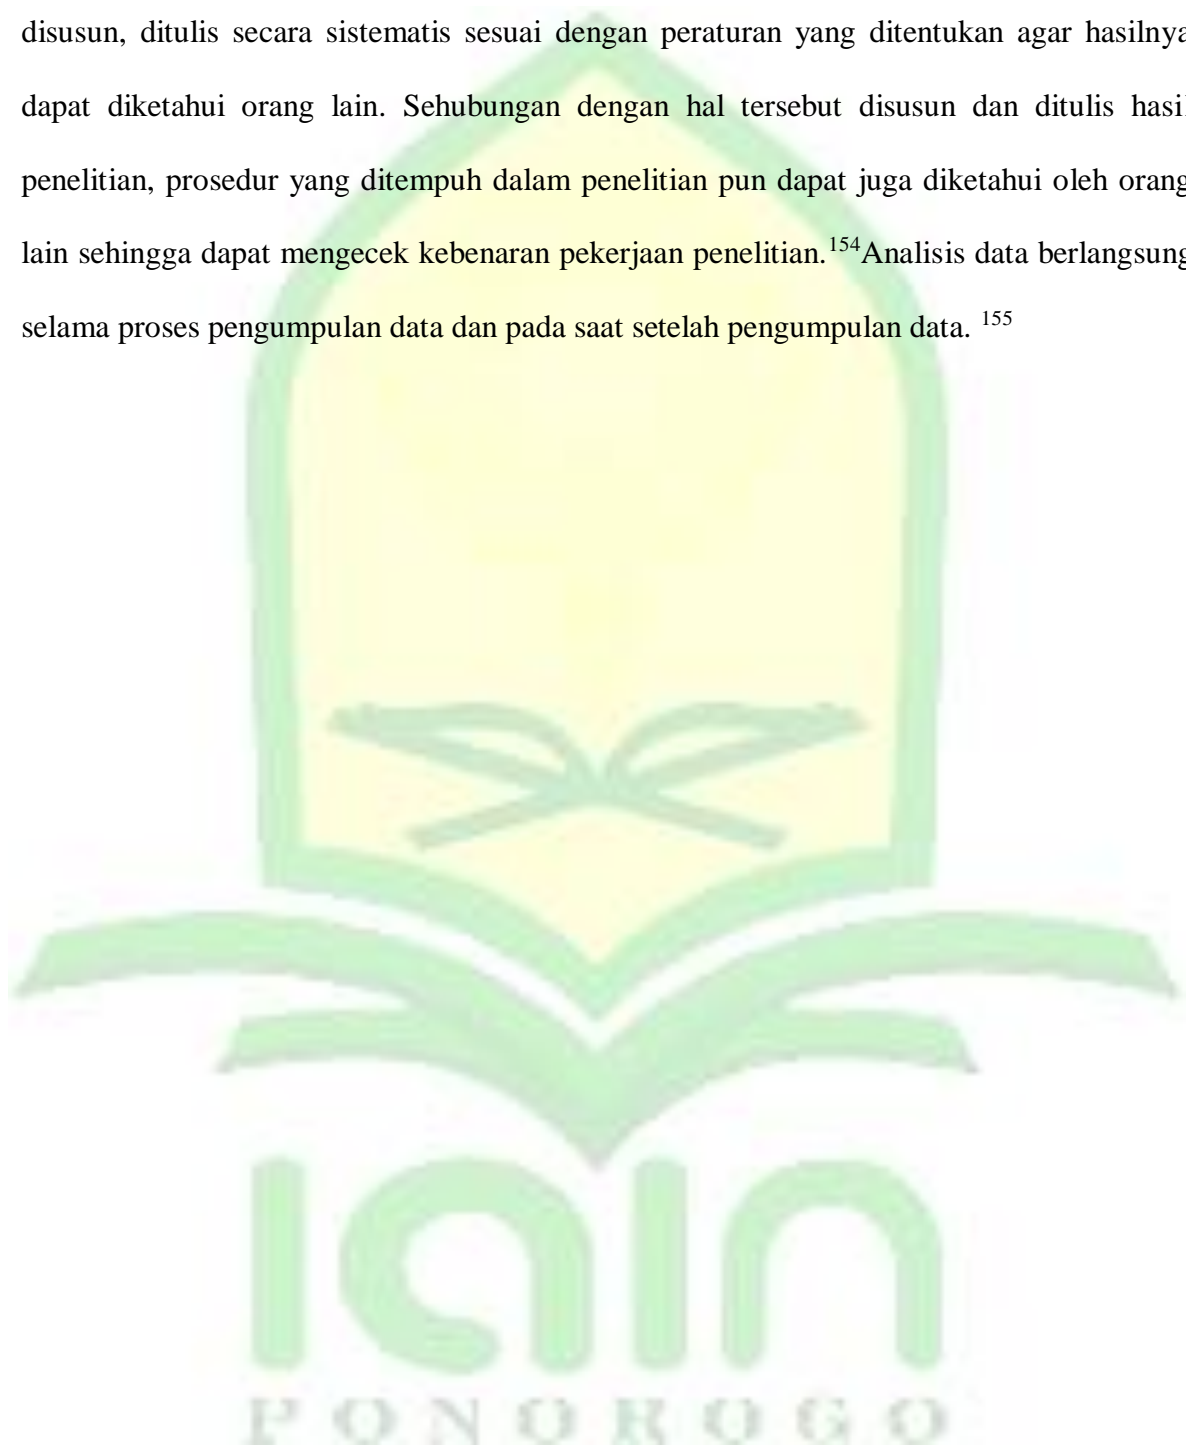 disusun, ditulis secara sistematis sesuai dengan peraturan yang ditentukan agar hasilnya
dapat diketahui orang lain. Sehubungan dengan hal tersebut disusun dan ditulis hasil
penelitian, prosedur yang ditempuh dalam penelitian pun dapat juga diketahui oleh orang
lain sehingga dapat mengecek kebenaran pekerjaan penelitian.154Analisis data berlangsung
selama proses pengumpulan data dan pada saat setelah pengumpulan data. 155
iain
PONOROGO